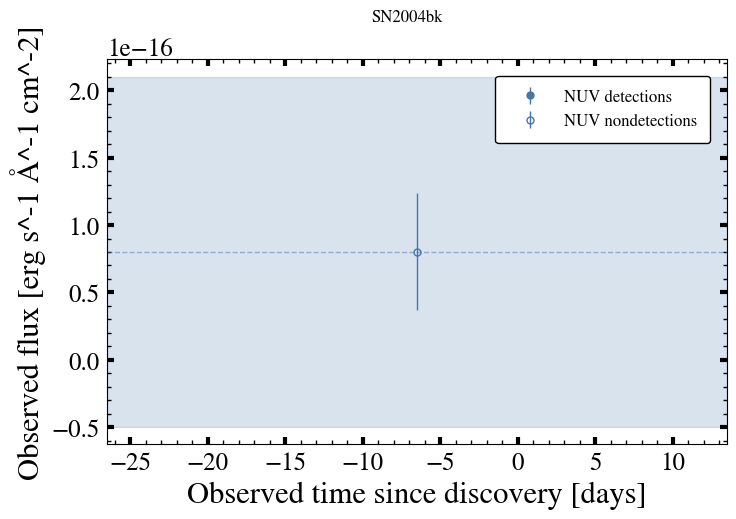 SN2004bk
1e−16
NUV detections
NUV nondetections
2.0
1.5
1.0
0.5
0.0
−0.5
Observed flux [erg s^-1 Å^-1 cm^-2]
−25 −20 −15 −10 −5 0 5 10
Observed time since discovery [days]